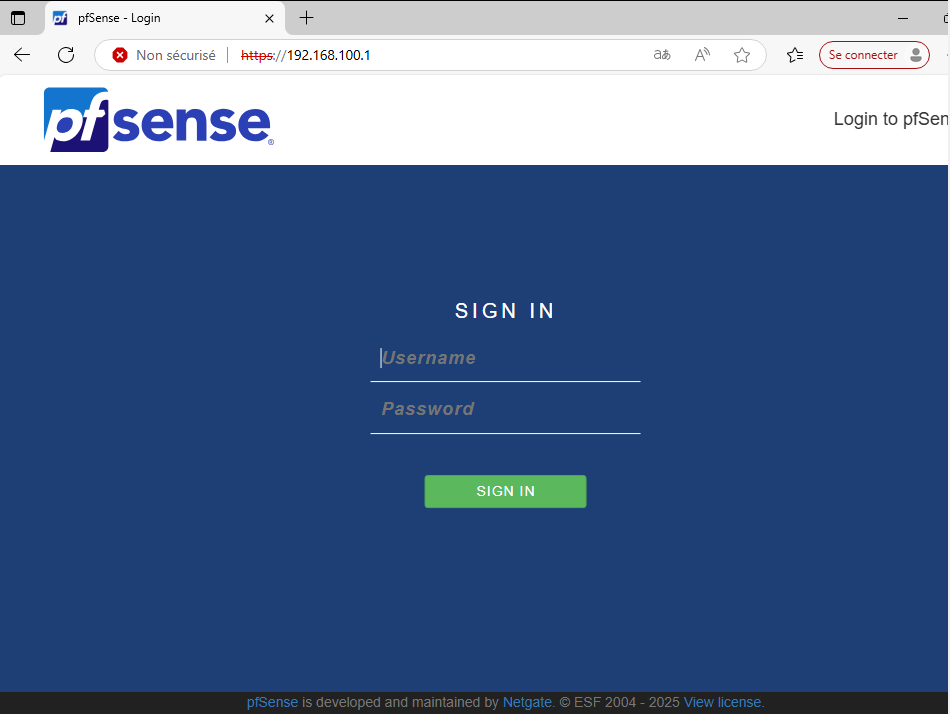 pfSense - Login
Non sécurisé
https://192.168.100.1
Se connecter
pfsense
Login to pfSen
SIGN IN
Username
Password
SIGN IN
pfSense is developed and maintained by Netgate. © ESF 2004 - 2025 View license.